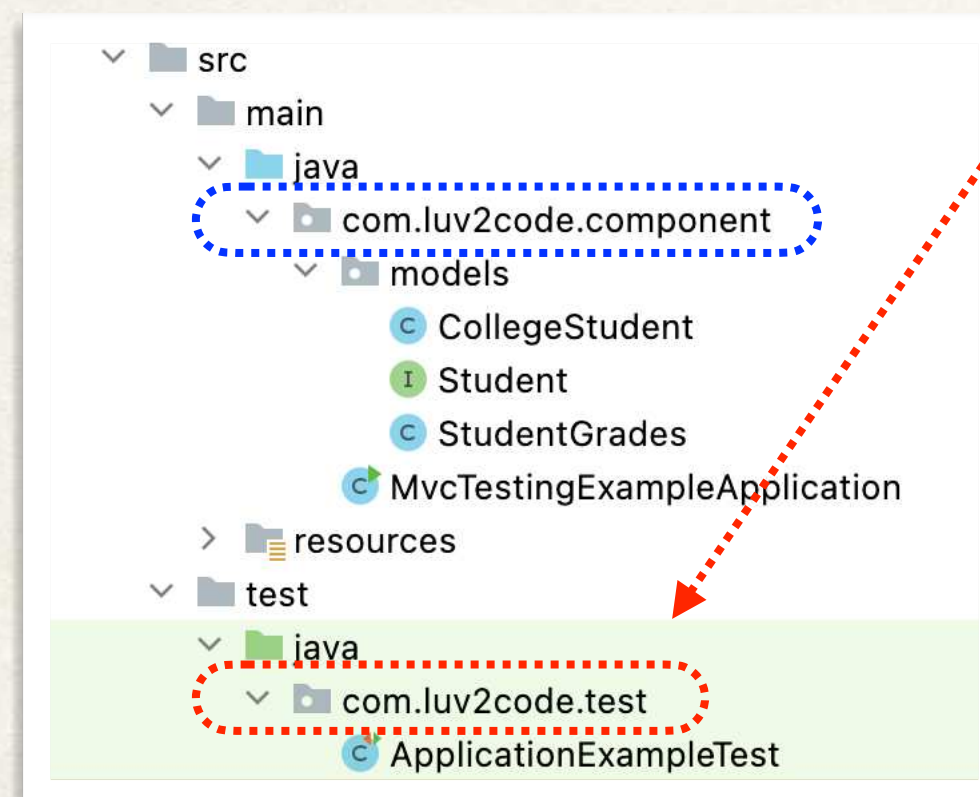 src
main
java
com.luv2code.component
models
C CollegeStudent
I Student
C StudentGrades
C MvcTestingExampleApplication
resources
test
java
com.luv2code.test
C ApplicationExampleTest